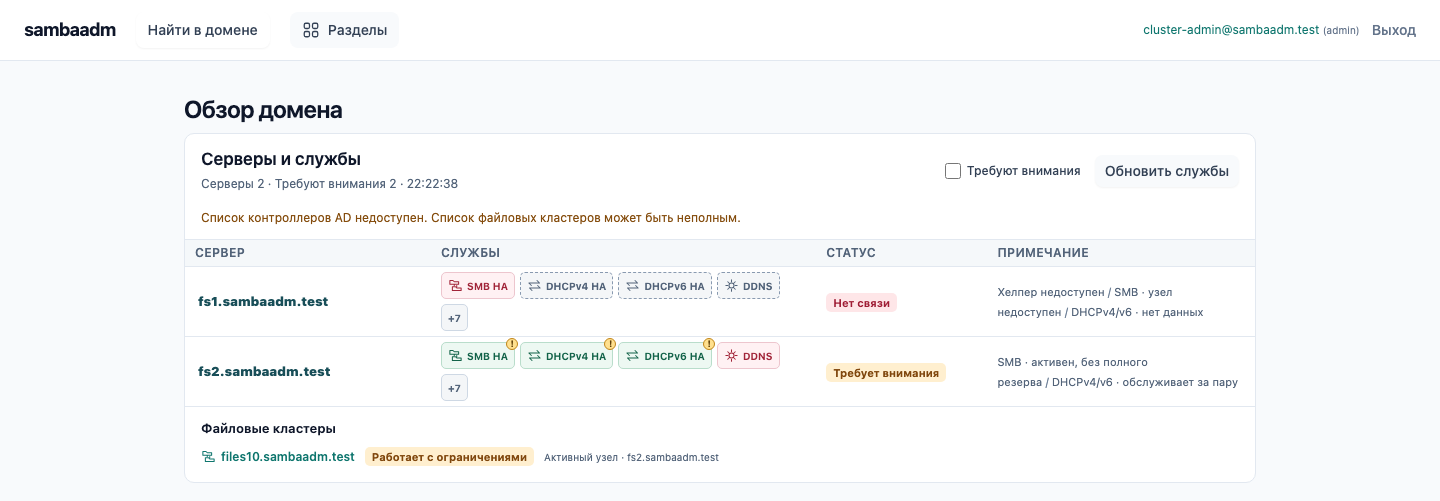 sambaadm Найти в домене Разделы cluster-admin@sambaadm.test (admin) Выход
Обзор домена
Серверы и службы
Серверы 2 · Требуют внимания 2 · 22:22:38
Требуют внимания Обновить службы
Список контроллеров AD недоступен. Список файловых кластеров может быть неполным.
СЕРВЕР СЛУЖБЫ СТАТУС ПРИМЕЧАНИЕ
fs1.sambaadm.test
SMB HA DHCPv4 HA DHCPv6 HA DDNS
+7
Нет связи
Хелпер недоступен / SMB · узел
недоступен / DHCPv4/v6 · нет данных
fs2.sambaadm.test
SMB HA ! DHCPv4 HA ! DHCPv6 HA ! DDNS
+7
Требует внимания
SMB · активен, без полного
резерва / DHCPv4/v6 · обслуживает за пару
Файловые кластеры
files10.sambaadm.test Работает с ограничениями Активный узел · fs2.sambaadm.test